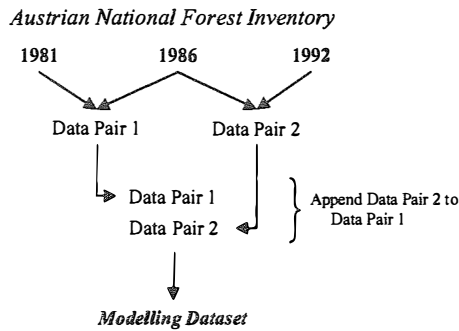 Austrian National Forest Inventory
1981 1986 1992
Data Pair 1 Data Pair 2
Data Pair 1
Data Pair 2
Append Data Pair 2 to
Data Pair 1
Modelling Dataset